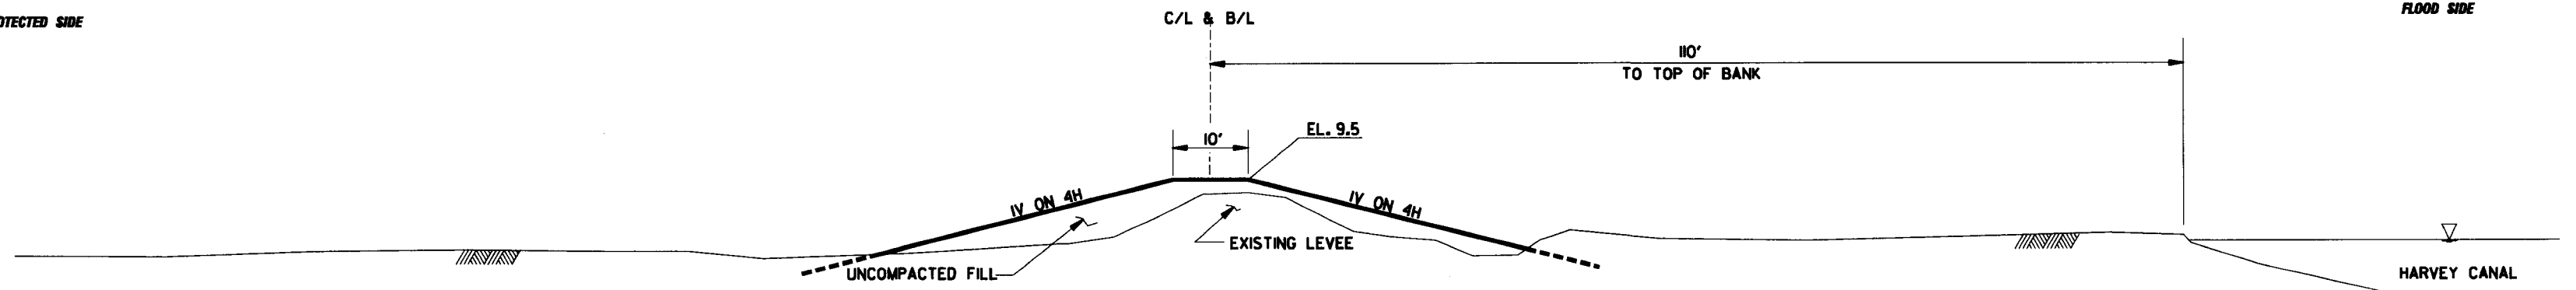 OTECTED SIDE
C/L & B/L
FLOOD SIDE
110'
TO TOP OF BANK
10'
EL. 9.5
1V ON 4H
1V ON 4H
EXISTING LEVEE
UNCOMPACTED FILL
HARVEY CANAL